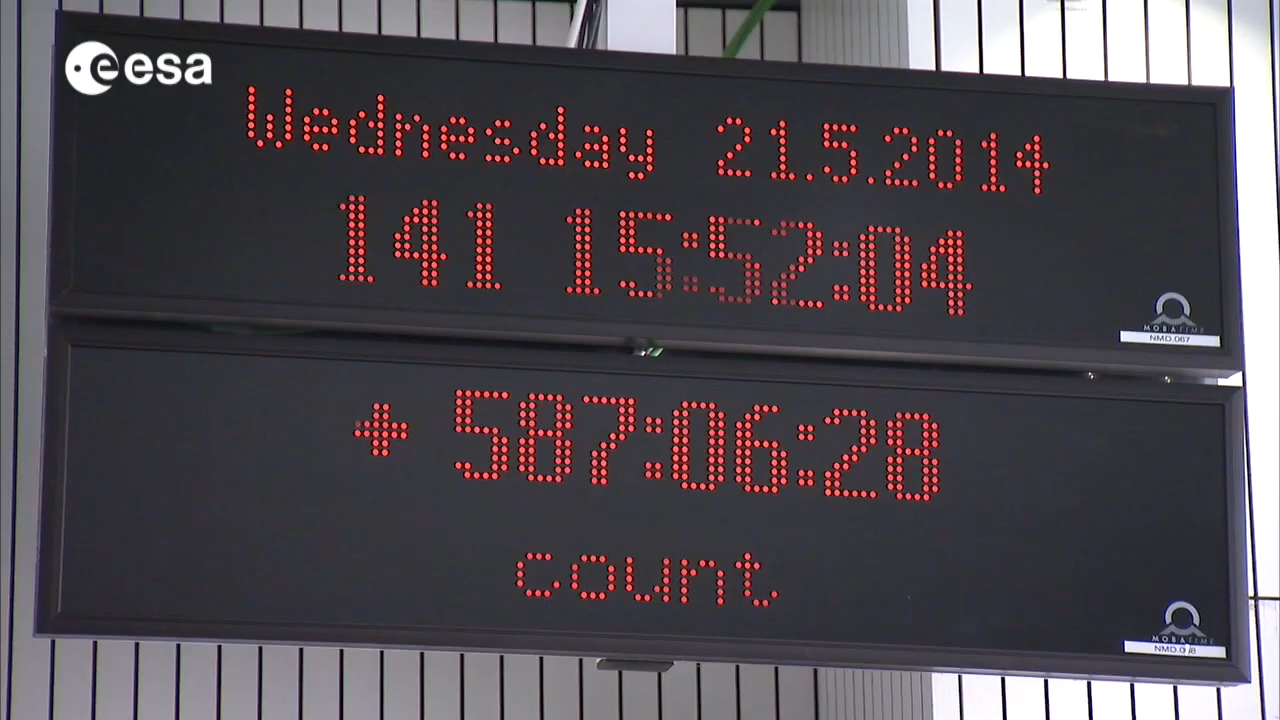 esa
Wednesday 21.5.2014
141 15:52:04
MOBATIME
NMD.067
+ 587:06:28
count
MOBATIME